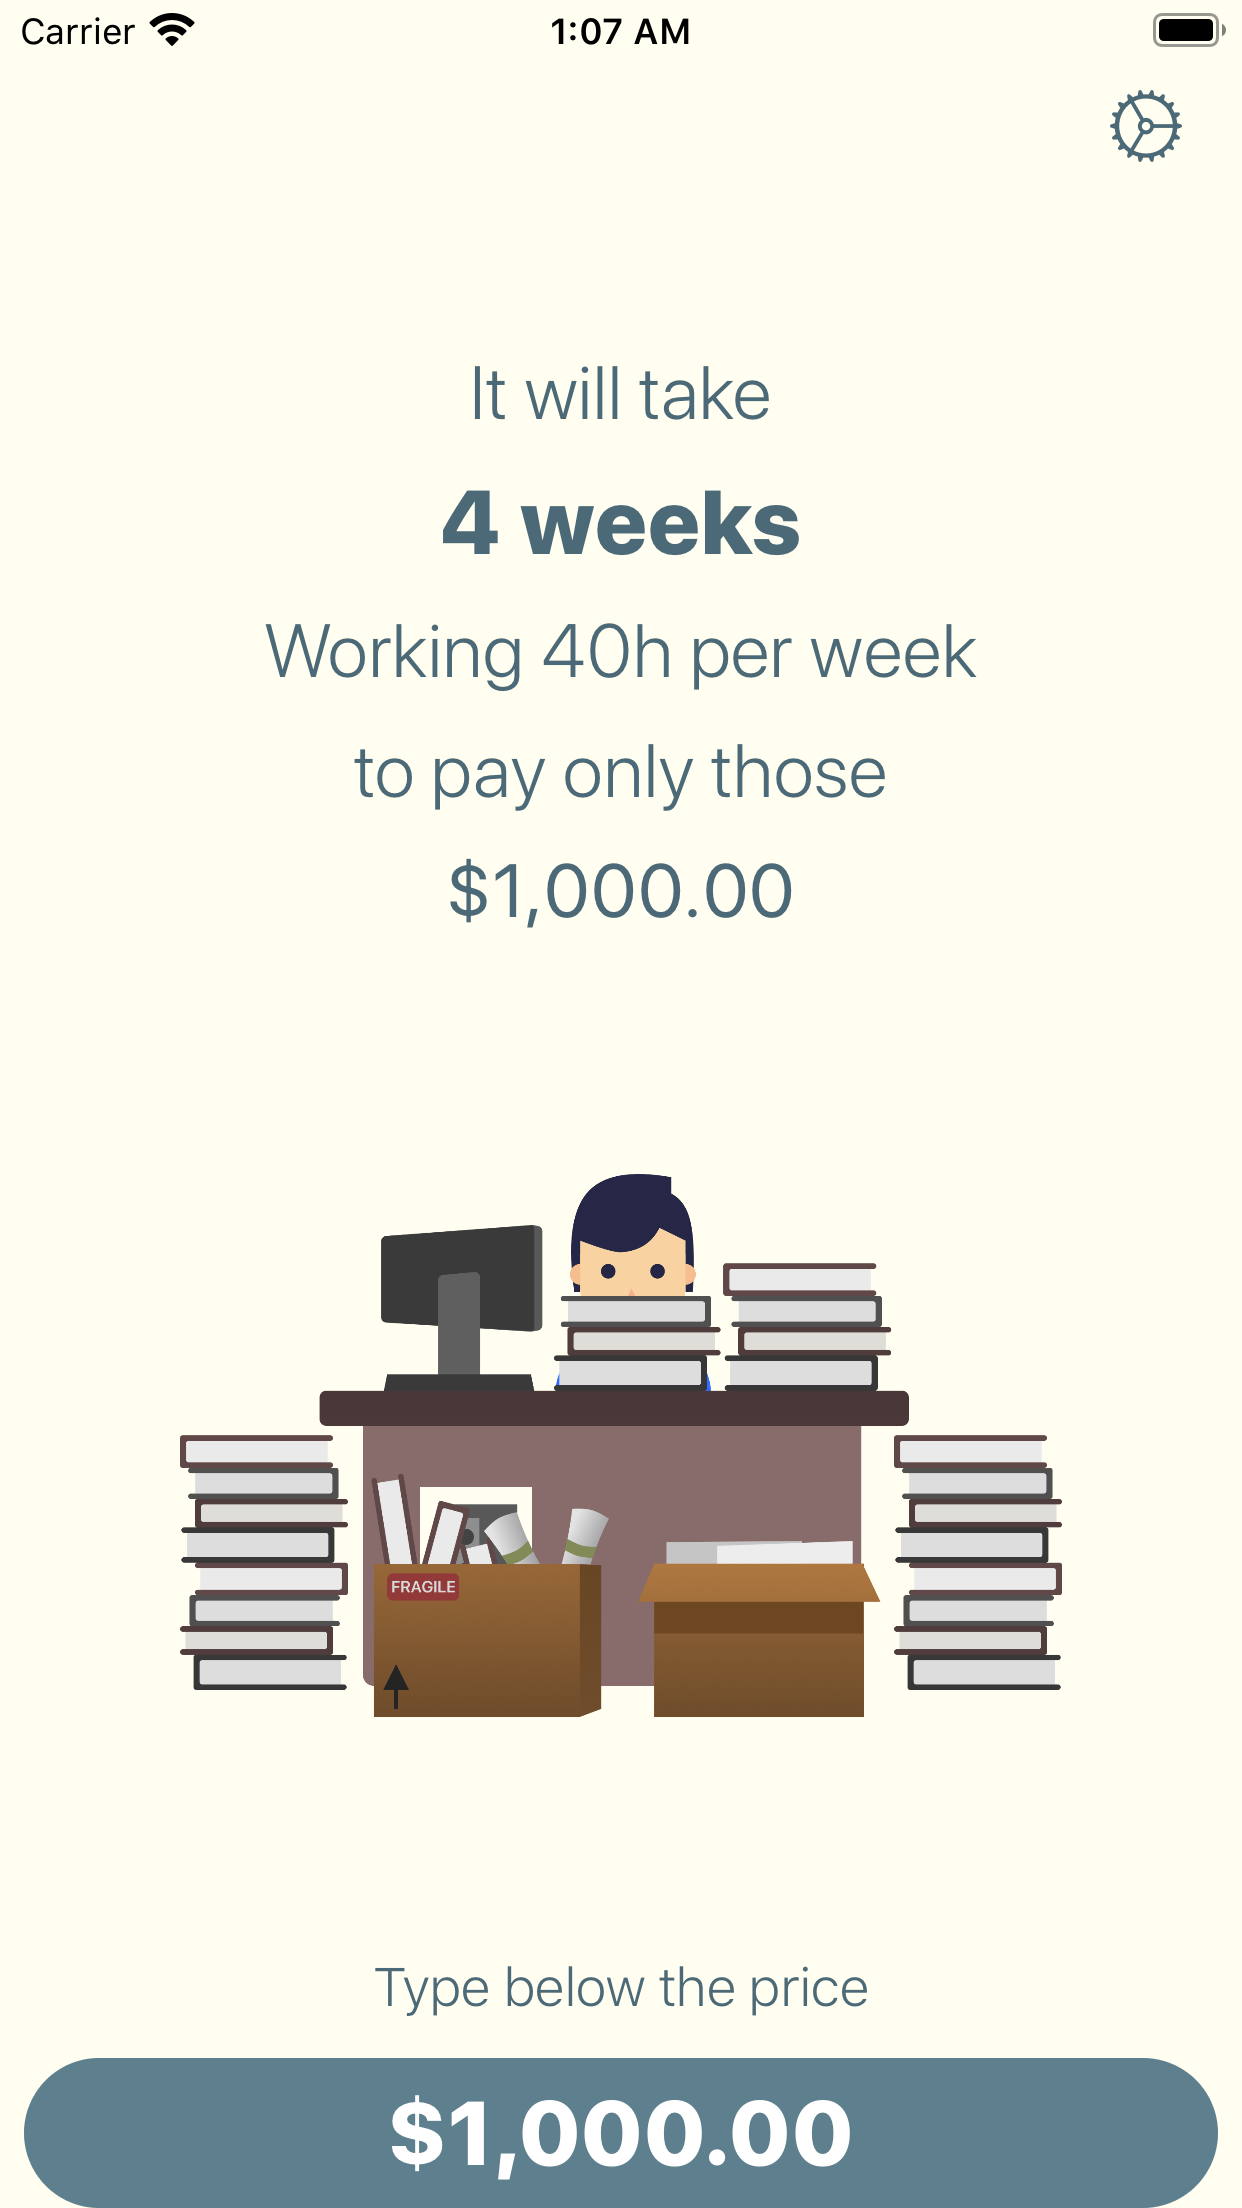 Carrier 1:07 AM
It will take
4 weeks
Working 40h per week
to pay only those
$1,000.00
FRAGILE
Type below the price
$1,000.00